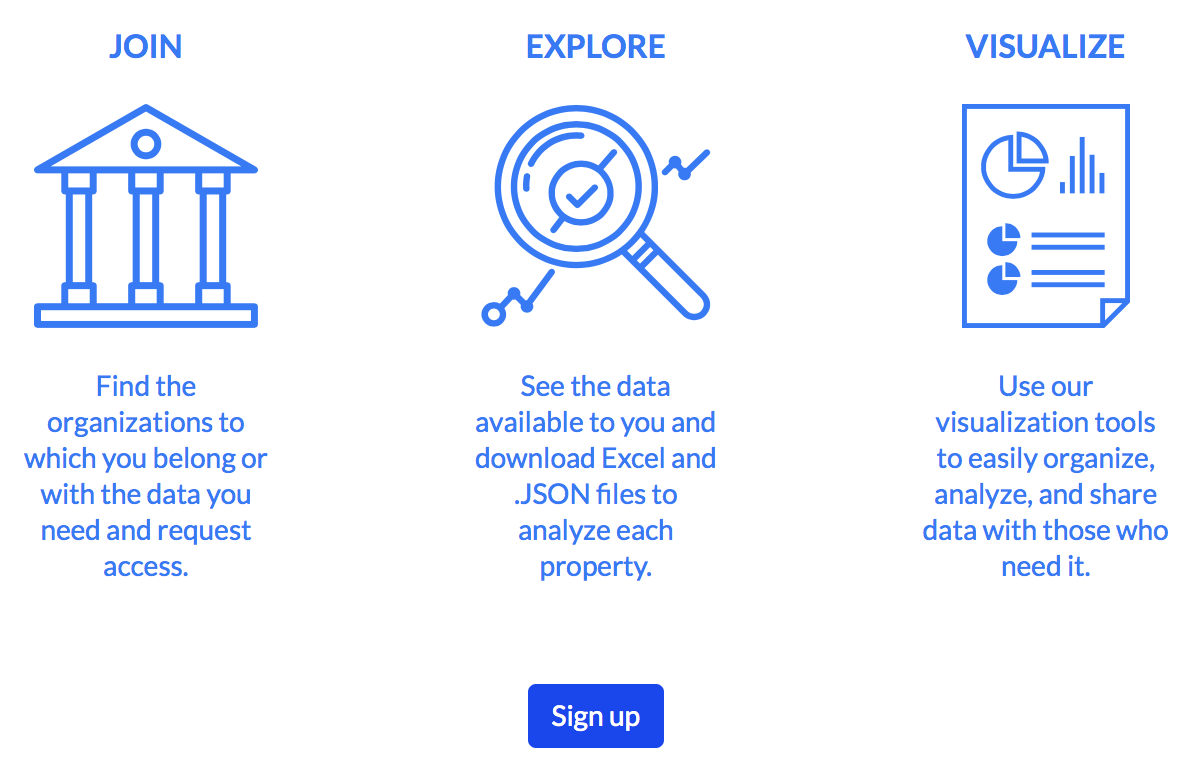 JOIN
EXPLORE
VISUALIZE
Find the
organizations to
which you belong or
with the data you
need and request
access.
See the data
available to you and
download Excel and
.JSON files to
analyze each
property.
Use our
visualization tools
to easily organize,
analyze, and share
data with those who
need it.
Sign up